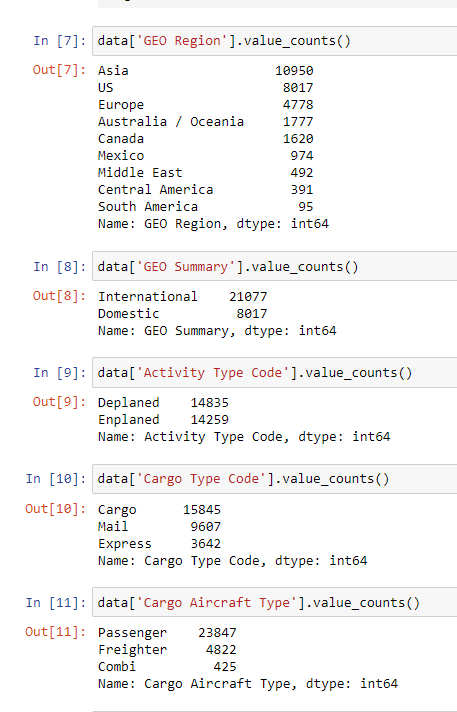 In [7]: data['GEO Region'].value_counts()
Out[7]: Asia 10950
US 8017
Europe 4778
Australia / Oceania 1777
Canada 1620
Mexico 974
Middle East 492
Central America 391
South America 95
Name: GEO Region, dtype: int64
In [8]: data['GEO Summary'].value_counts()
Out[8]: International 21077
Domestic 8017
Name: GEO Summary, dtype: int64
In [9]: data['Activity Type Code'].value_counts()
Out[9]: Deplaned 14835
Enplaned 14259
Name: Activity Type Code, dtype: int64
In [10]: data['Cargo Type Code'].value_counts()
Out[10]: Cargo 15845
Mail 9607
Express 3642
Name: Cargo Type Code, dtype: int64
In [11]: data['Cargo Aircraft Type'].value_counts()
Out[11]: Passenger 23847
Freighter 4822
Combi 425
Name: Cargo Aircraft Type, dtype: int64